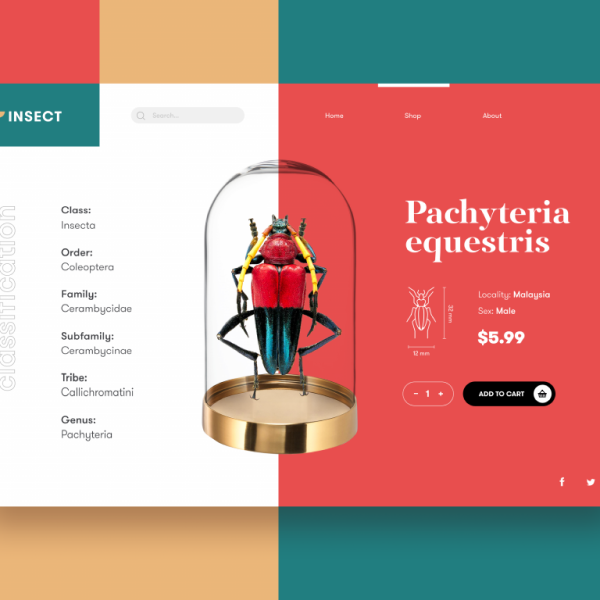 INSECT
Search...
Home
Shop
About
classification
Class:
Insecta
Order:
Coleoptera
Family:
Cerambycidae
Subfamily:
Cerambycinae
Tribe:
Callichromatini
Genus:
Pachyteria
Pachyteria
equestris
32 mm
12 mm
Locality: Malaysia
Sex: Male
$5.99
− 1 +
ADD TO CART